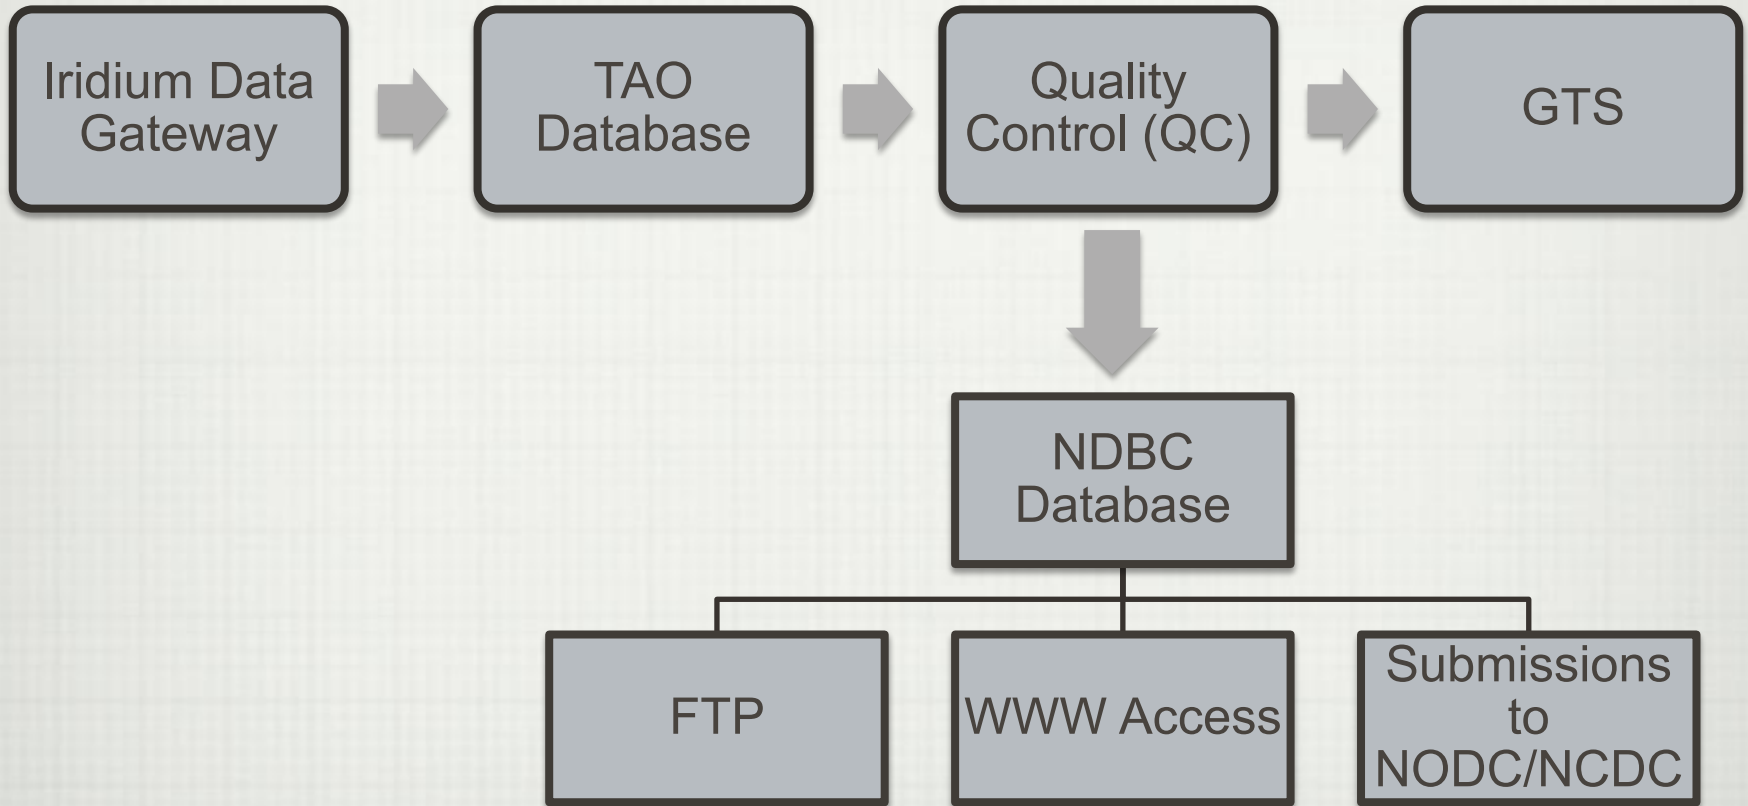 Iridium Data
Gateway
TAO
Database
Quality
Control (QC)
GTS
NDBC
Database
FTP
WWW Access
Submissions
to
NODC/NCDC